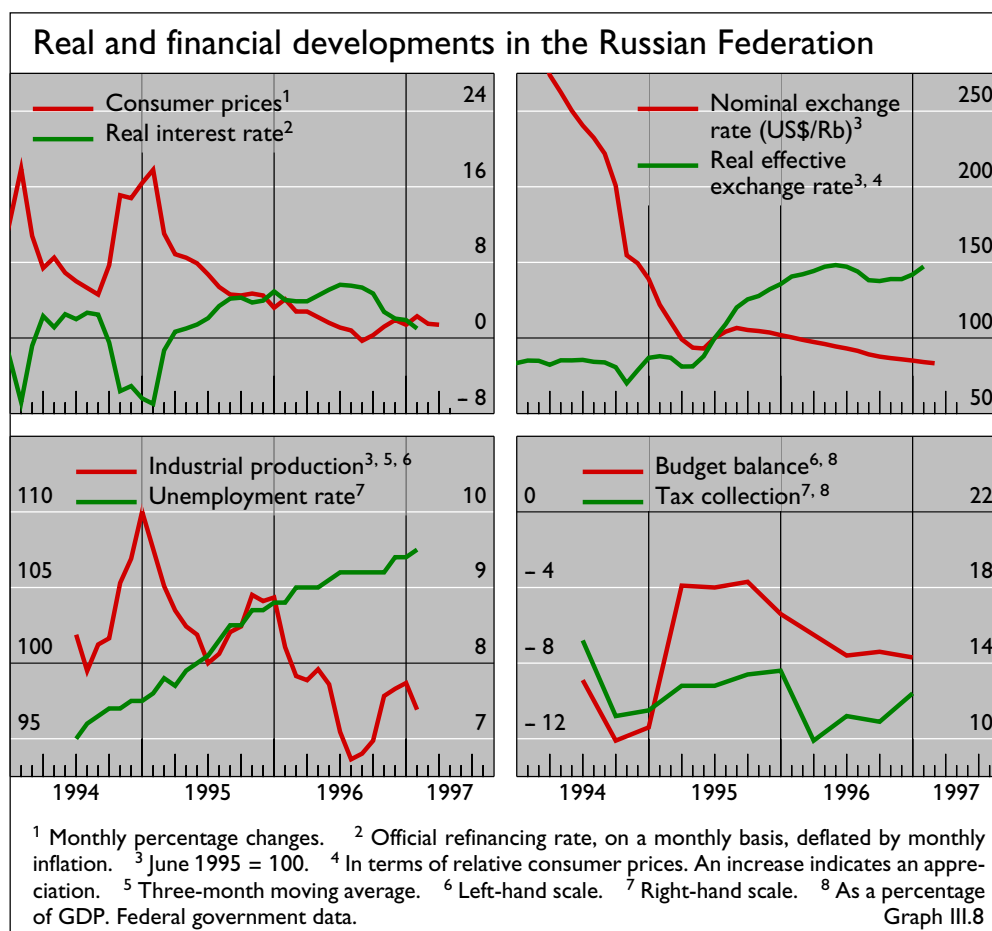 Real and financial developments in the Russian Federation
Consumer prices¹
Real interest rate²
24
16
8
0
– 8
Nominal exchange
rate (US$/Rb)³
Real effective
exchange rate³, ⁴
250
200
150
100
50
Industrial production³, ⁵, ⁶
Unemployment rate⁷
110
105
100
95
10
9
8
7
1994 1995 1996 1997
Budget balance⁶, ⁸
Tax collection⁷, ⁸
0
– 4
– 8
– 12
22
18
14
10
1994 1995 1996 1997
¹ Monthly percentage changes. ² Official refinancing rate, on a monthly basis, deflated by monthly
inflation. ³ June 1995 = 100. ⁴ In terms of relative consumer prices. An increase indicates an appre-
ciation. ⁵ Three-month moving average. ⁶ Left-hand scale. ⁷ Right-hand scale. ⁸ As a percentage
of GDP. Federal government data. Graph III.8